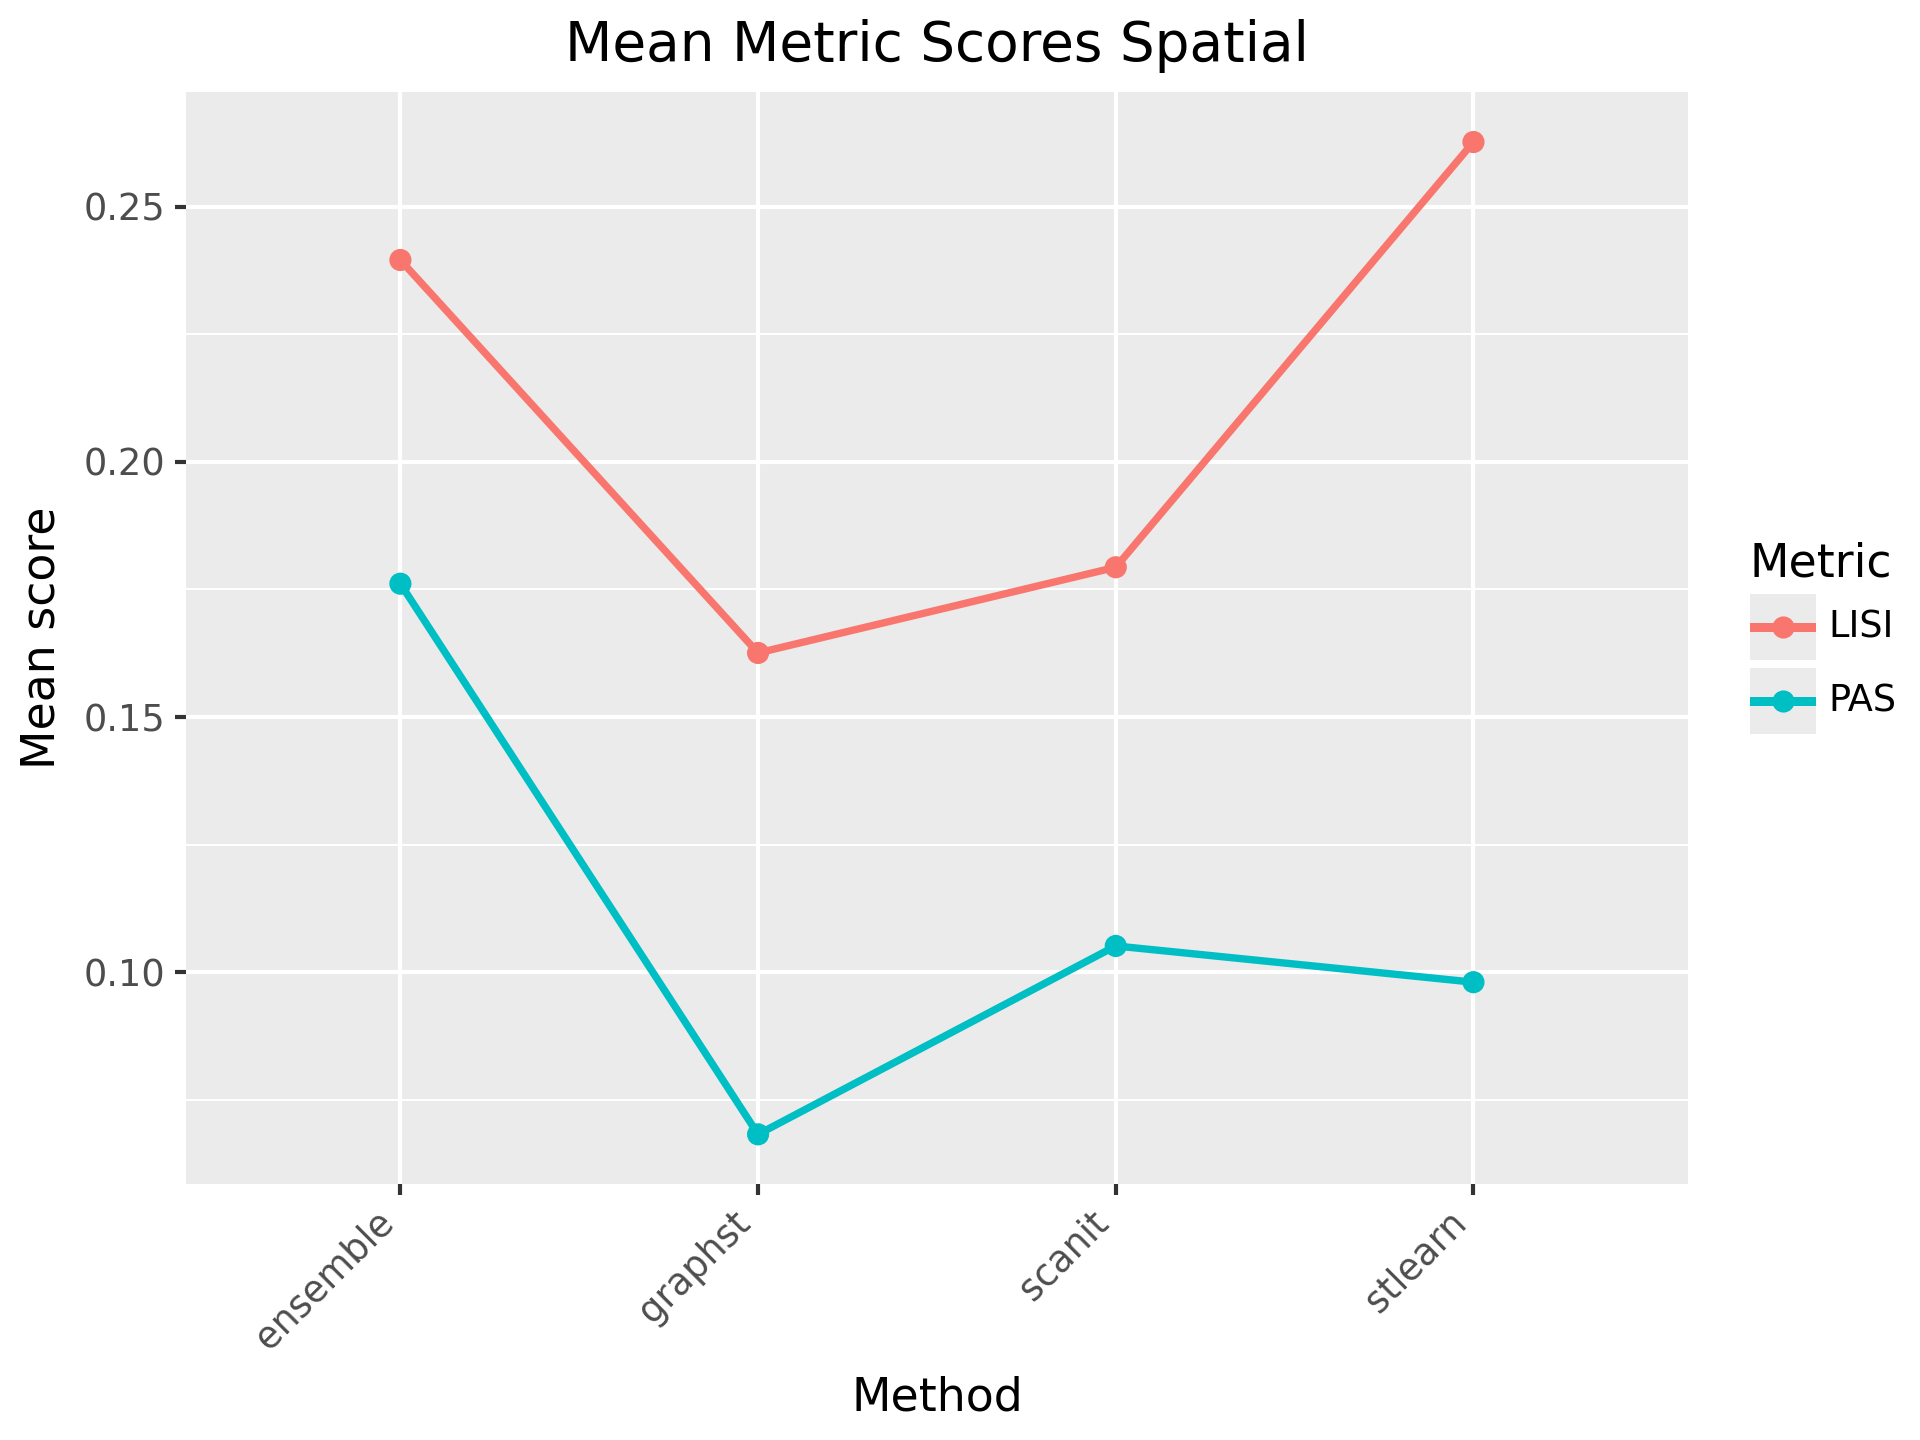 Mean Metric Scores Spatial
0.25
0.20
0.15
0.10
Mean score
ensemble
graphst
scanit
stlearn
Method
Metric
LISI
PAS